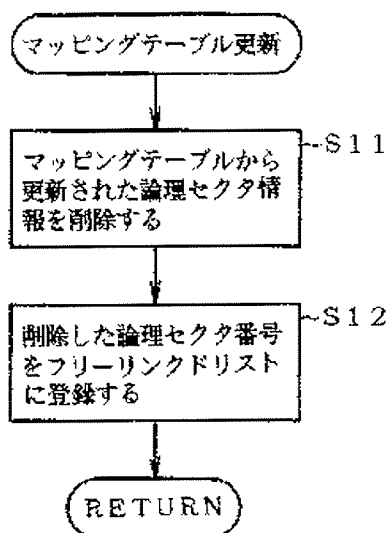 マッピングテーブル更新
S11
マッピングテーブルから
更新された論理セクタ情
報を削除する
S12
削除した論理セクタ番号
をフリーリンクドリスト
に登録する
RETURN